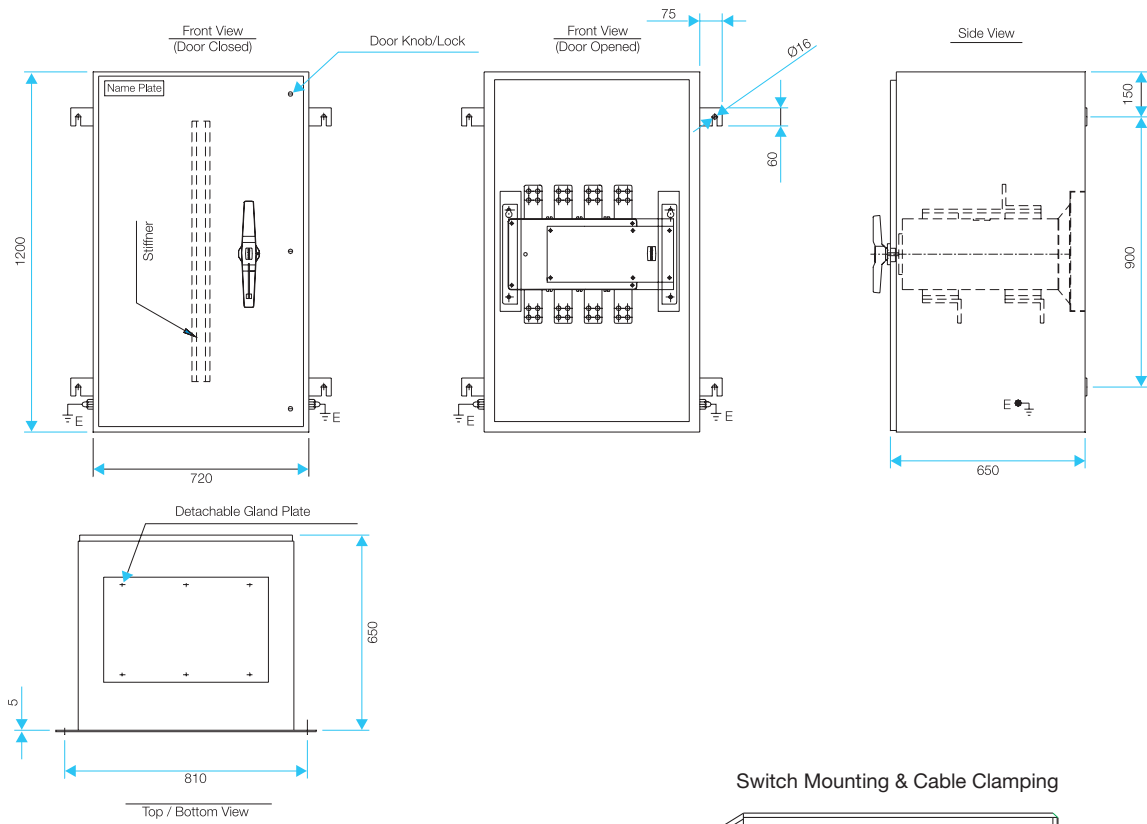 Front View
(Door Closed)
Door Knob/Lock
Name Plate
Stiffner
1200
E
E
720
Front View
(Door Opened)
75
Ø16
60
E
E
Side View
150
900
E
650
Detachable Gland Plate
650
5
810
Top / Bottom View
Switch Mounting & Cable Clamping